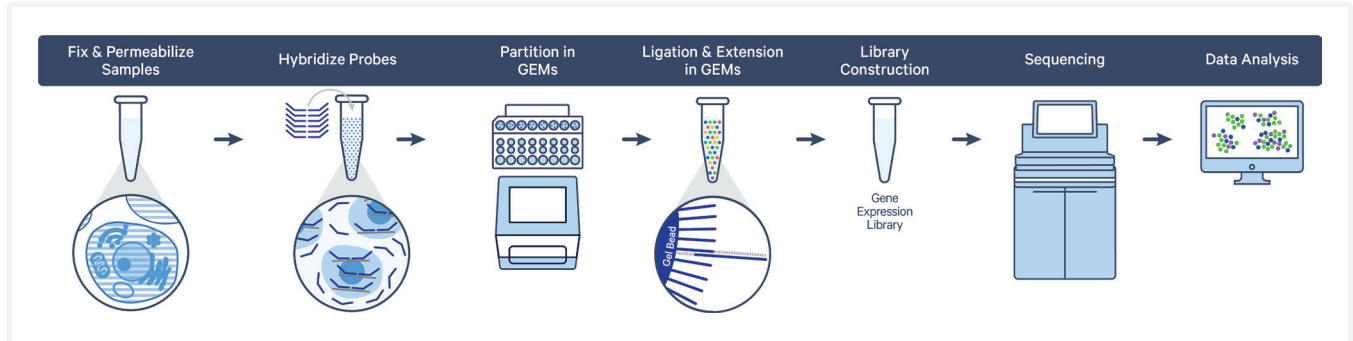 Fix & Permeabilize
Samples
Hybridize Probes
Partition in
GEMs
Ligation & Extension
in GEMs
Library
Construction
Sequencing
Data Analysis
Gel Bead
Gene
Expression
Library